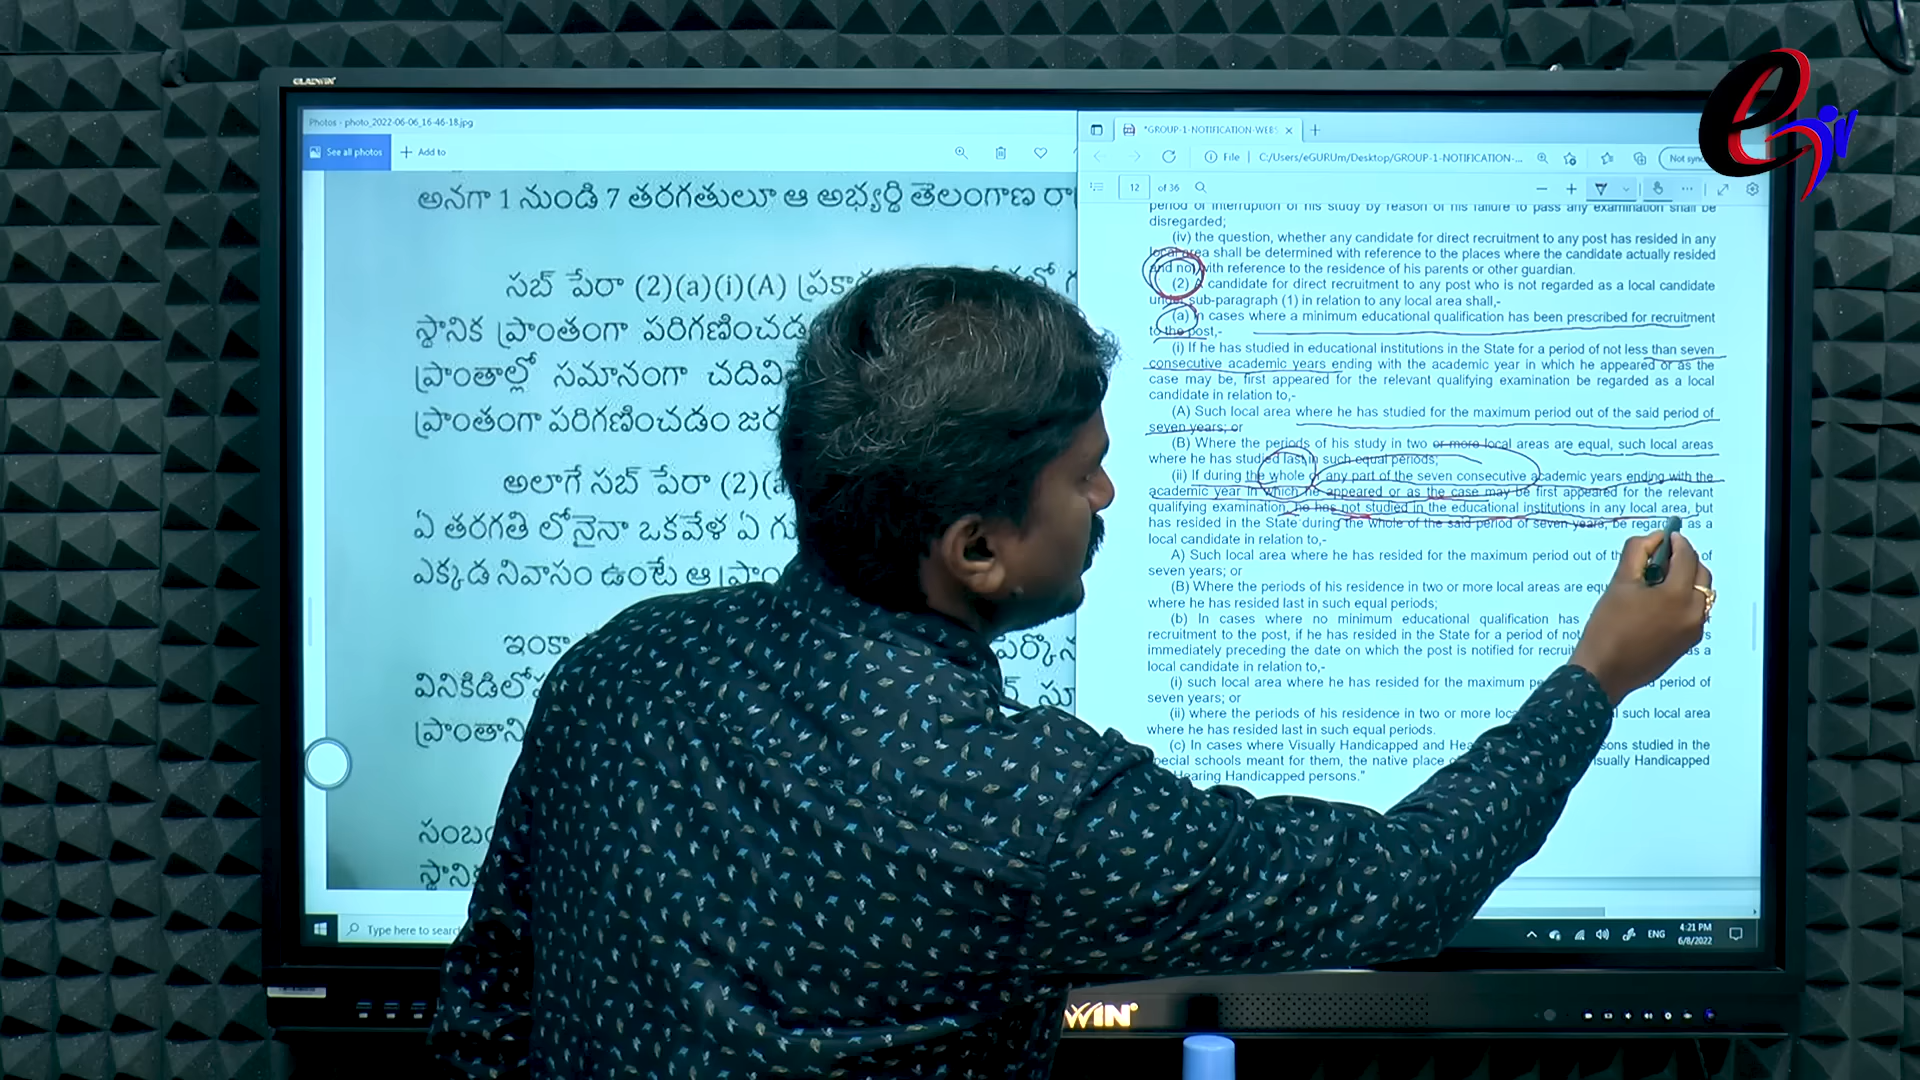 GLADWIN
Photos - photo_2022-06-06_16-46-18.jpg
See all photos
Add to
అనగా 1 నుండి 7 తరగతులూ ఆ అభ్యర్థి తెలంగాణ
సబ్ పేరా (2)(a)(i)(A)
స్థానిక ప్రాంతంగా
ప్రాంతాల్లో సమానంగా
ప్రాంతంగా పరిగణించడం
అలాగే సబ్ పేరా
ఏ తరగతి లోనైనా ఒకవేళ ఏ
ఎక్కడ నివాసం ఉంటే ఆ
*GROUP-1-NOTIFICATION-WEBS
File C:/Users/eGURUm/Desktop/GROUP-1-NOTIFICATION-...
Not sync
12 of 36
period of interruption of his study by reason of his failure to pass any examination shall be
disregarded;
(iv) the question, whether any candidate for direct recruitment to any post has resided in any
local area shall be determined with reference to the places where the candidate actually resided
and not with reference to the residence of his parents or other guardian.
(2) A candidate for direct recruitment to any post who is not regarded as a local candidate
under sub-paragraph (1) in relation to any local area shall,-
(a) In cases where a minimum educational qualification has been prescribed for recruitment
to the post,-
(i) If he has studied in educational institutions in the State for a period of not less than seven
consecutive academic years ending with the academic year in which he appeared or as the
case may be, first appeared for the relevant qualifying examination be regarded as a local
candidate in relation to,-
(A) Such local area where he has studied for the maximum period out of the said period of
seven years; or
(B) Where the periods of his study in two or more local areas are equal, such local areas
where he has studied last in such equal periods;
(ii) If during the whole or any part of the seven consecutive academic years ending with the
academic year in which he appeared or as the case may be first appeared for the relevant
qualifying examination, he has not studied in the educational institutions in any local area, but
has resided in the State during the whole of the said period of seven years, be regarded as a
local candidate in relation to,-
A) Such local area where he has resided for the maximum period out of of
seven years; or
(B) Where the periods of his residence in two or more local areas are
where he has resided last in such equal periods;
(b) In cases where no minimum educational qualification has
recruitment to the post, if he has resided in the State for a period of not
immediately preceding the date on which the post is notified for as a
local candidate in relation to,-
(i) such local area where he has resided for the maximum period of
seven years; or
(ii) where the periods of his residence in two or more such local area
where he has resided last in such equal periods.
(c) In cases where Visually Handicapped and studied in the
special schools meant for them, the native place Visually Handicapped
Hearing Handicapped persons."
Type here to search
ENG
4:21 PM
6/8/2022
WIN